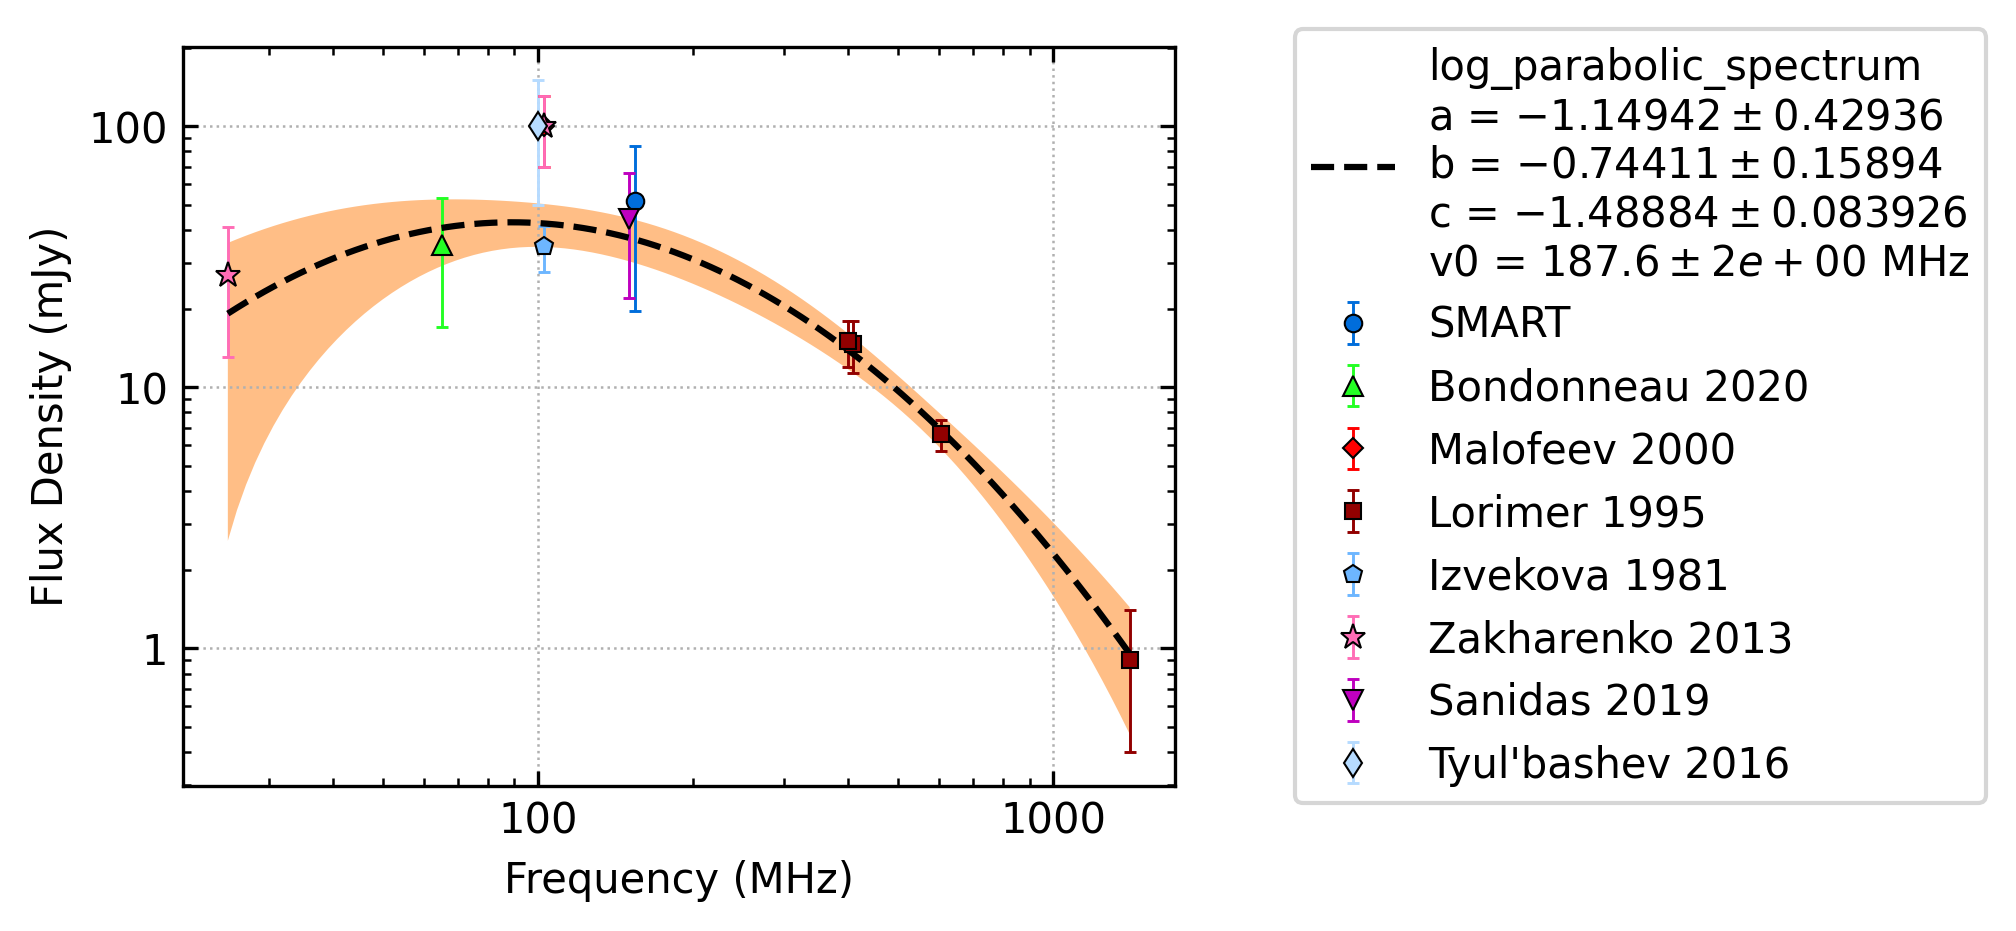 100
10
1
Flux Density (mJy)
100
1000
Frequency (MHz)
log_parabolic_spectrum
a = −1.14942 ± 0.42936
b = −0.74411 ± 0.15894
c = −1.48884 ± 0.083926
v0 = 187.6 ± 2e + 00 MHz
SMART
Bondonneau 2020
Malofeev 2000
Lorimer 1995
Izvekova 1981
Zakharenko 2013
Sanidas 2019
Tyul'bashev 2016